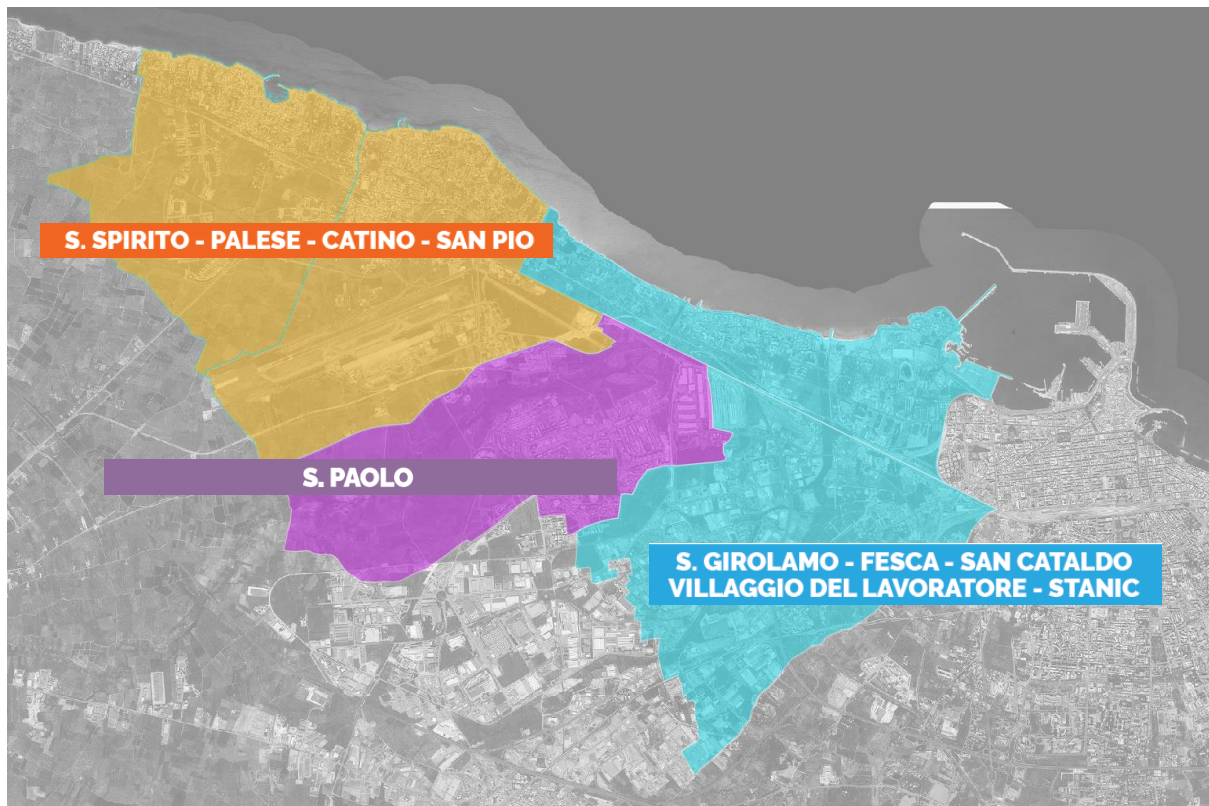 S. SPIRITO - PALESE - CATINO - SAN PIO
S. PAOLO
S. GIROLAMO - FESCA - SAN CATALDO
VILLAGGIO DEL LAVORATORE - STANIC